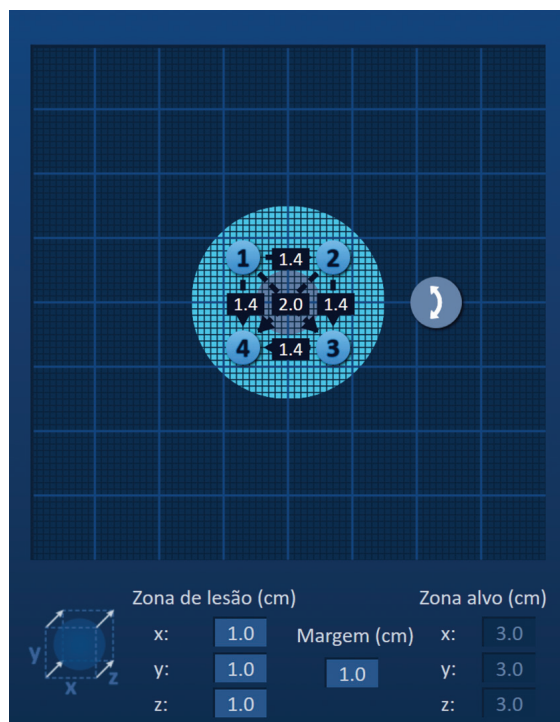 1 1.4 2
1.4 2.0 1.4
4 1.4 3
Zona de lesão (cm) Zona alvo (cm)
x: 1.0 Margem (cm) x: 3.0
y: 1.0 1.0 y: 3.0
z: 1.0 z: 3.0
y
x z